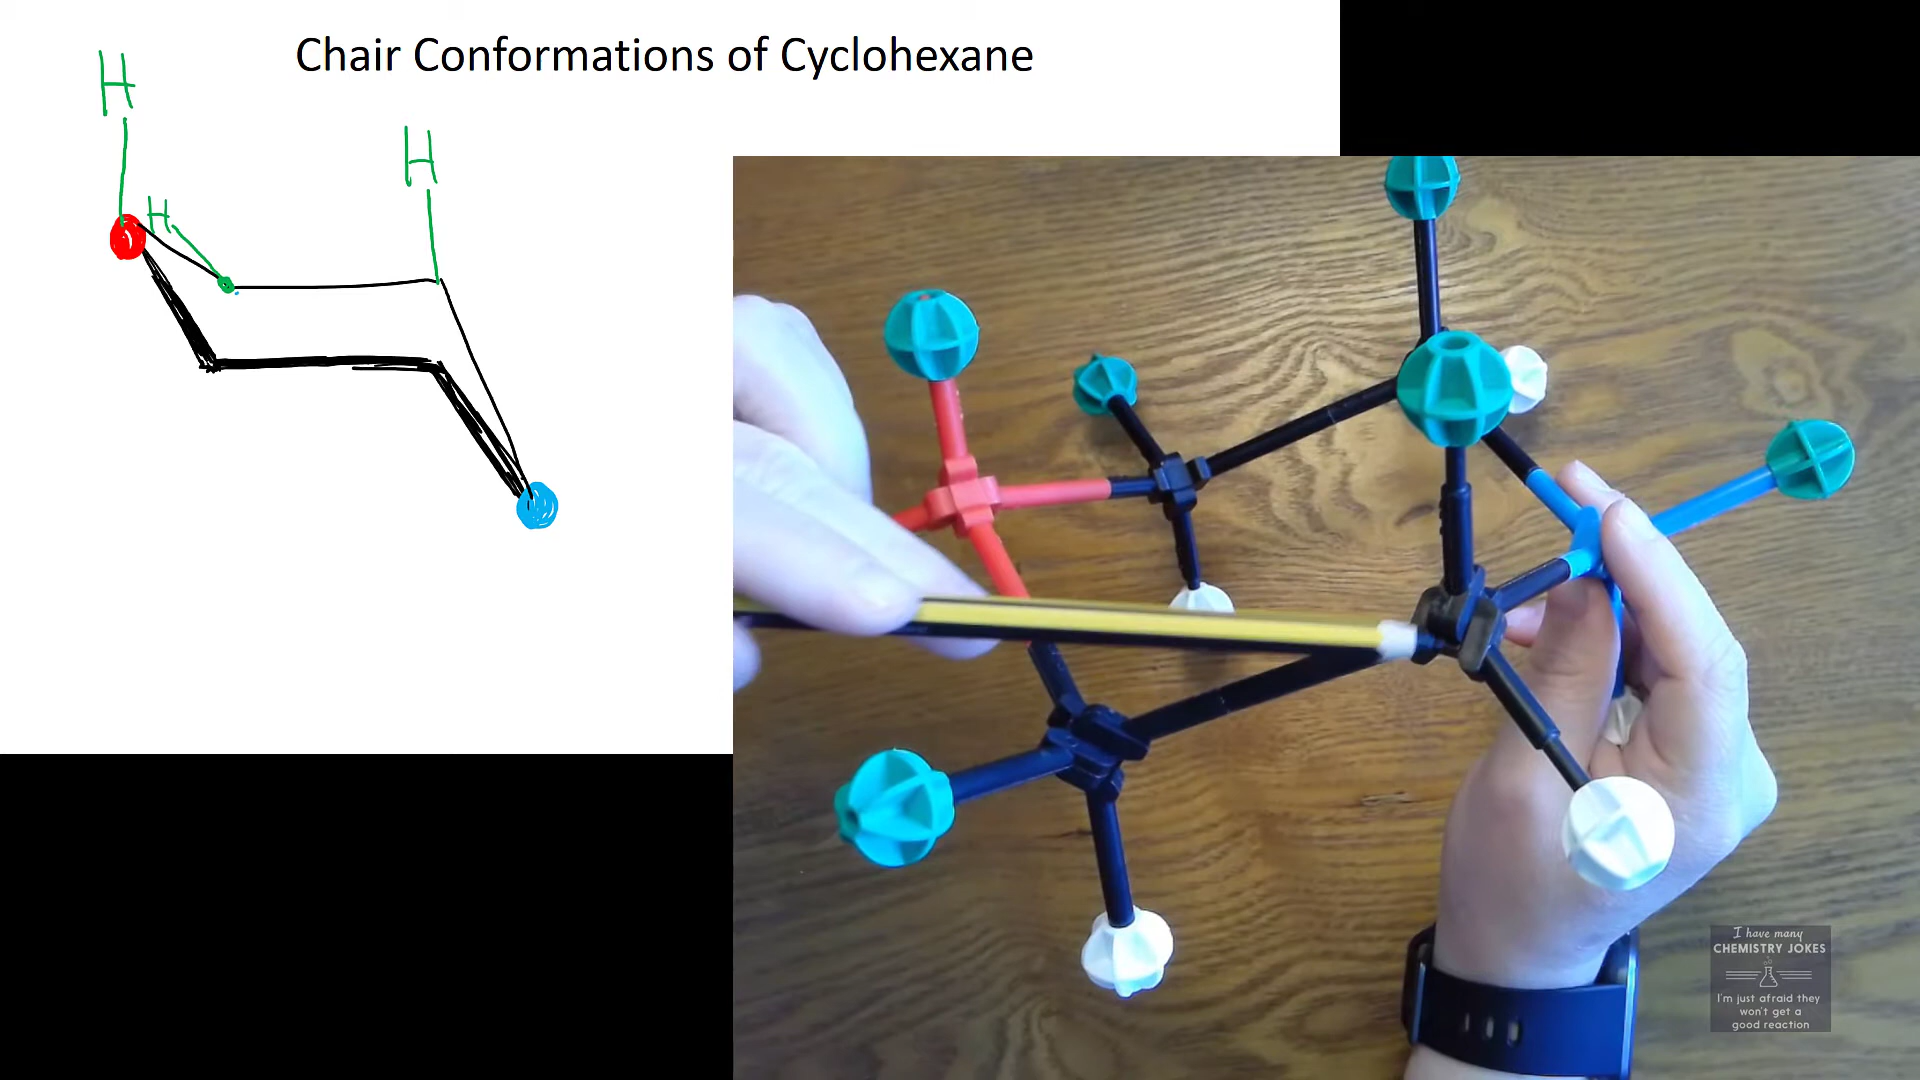 Chair Conformations of Cyclohexane
H
H
H
I have many
CHEMISTRY JOKES
I'm just afraid they
won't get a
good reaction